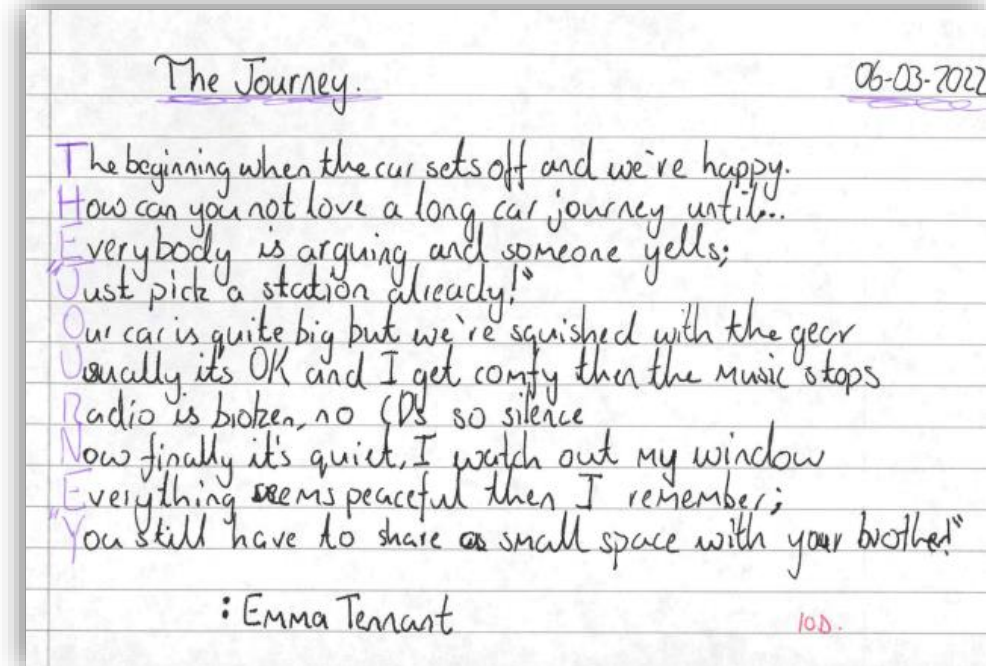 The Journey.
06-03-2022
The beginning when the car sets off and we're happy.
How can you not love a long car journey until...
Everybody is arguing and someone yells;
"Just pick a station already!"
Our car is quite big but we're squished with the gear
Usually it's OK and I get comfy then the music stops
Radio is broken, no CDs so silence
Now finally it's quiet, I watch out my window
Everything seems peaceful then I remember;
"You still have to share a small space with your brother!"
: Emma Tennant
10D.